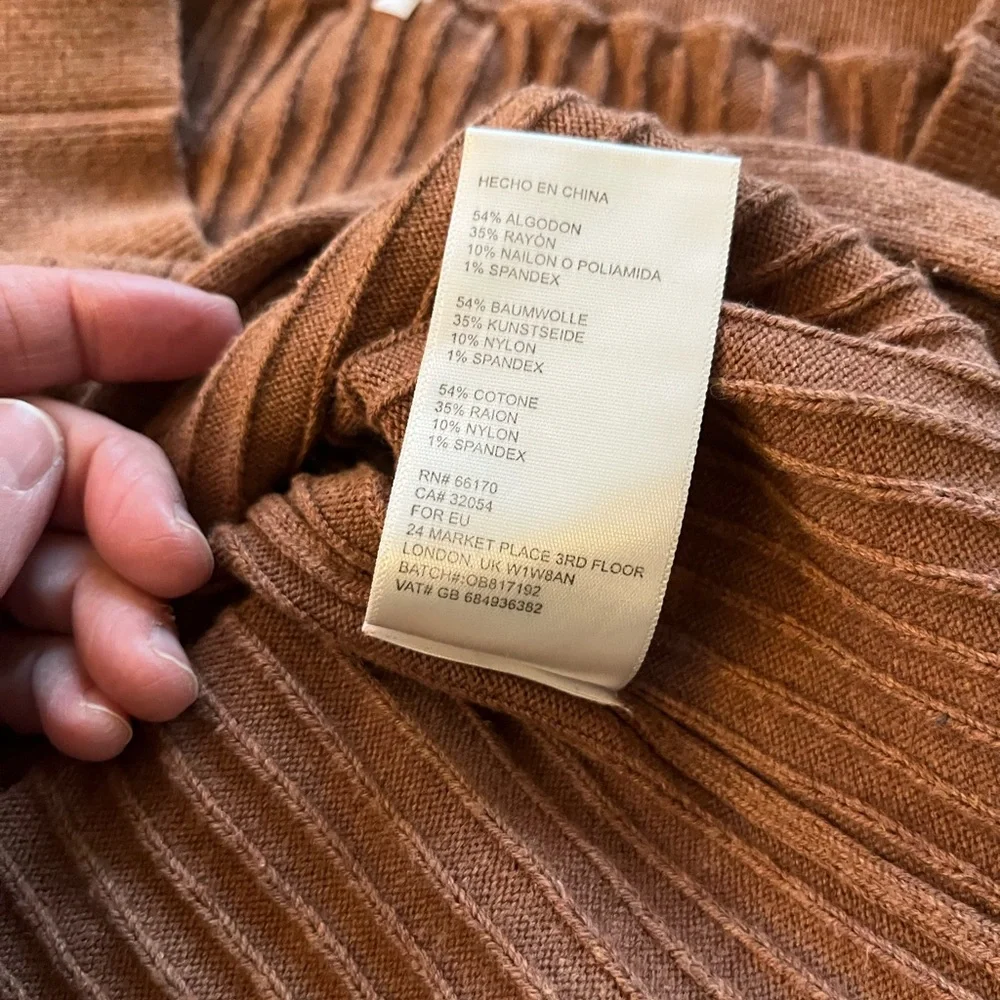 HECHO EN CHINA
54% ALGODON
35% RAYÓN
10% NAILON O POLIAMIDA
1% SPANDEX
54% BAUMWOLLE
35% KUNSTSEIDE
10% NYLON
1% SPANDEX
54% COTONE
35% RAION
10% NYLON
1% SPANDEX
RN# 66170
CA# 32054
FOR EU
24 MARKET PLACE 3RD FLOOR
LONDON, UK W1W8AN
BATCH#:OB817192
VAT# GB 684936382